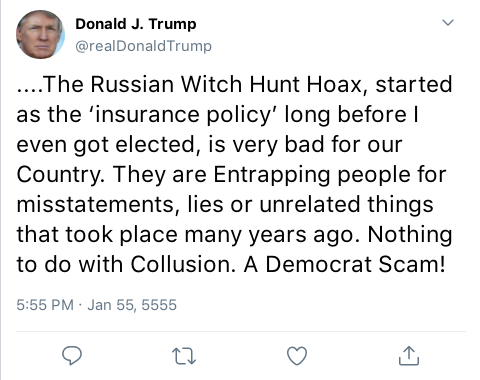 Donald J. Trump
@realDonaldTrump
....The Russian Witch Hunt Hoax, started
as the ‘insurance policy’ long before I
even got elected, is very bad for our
Country. They are Entrapping people for
misstatements, lies or unrelated things
that took place many years ago. Nothing
to do with Collusion. A Democrat Scam!
5:55 PM · Jan 55, 5555